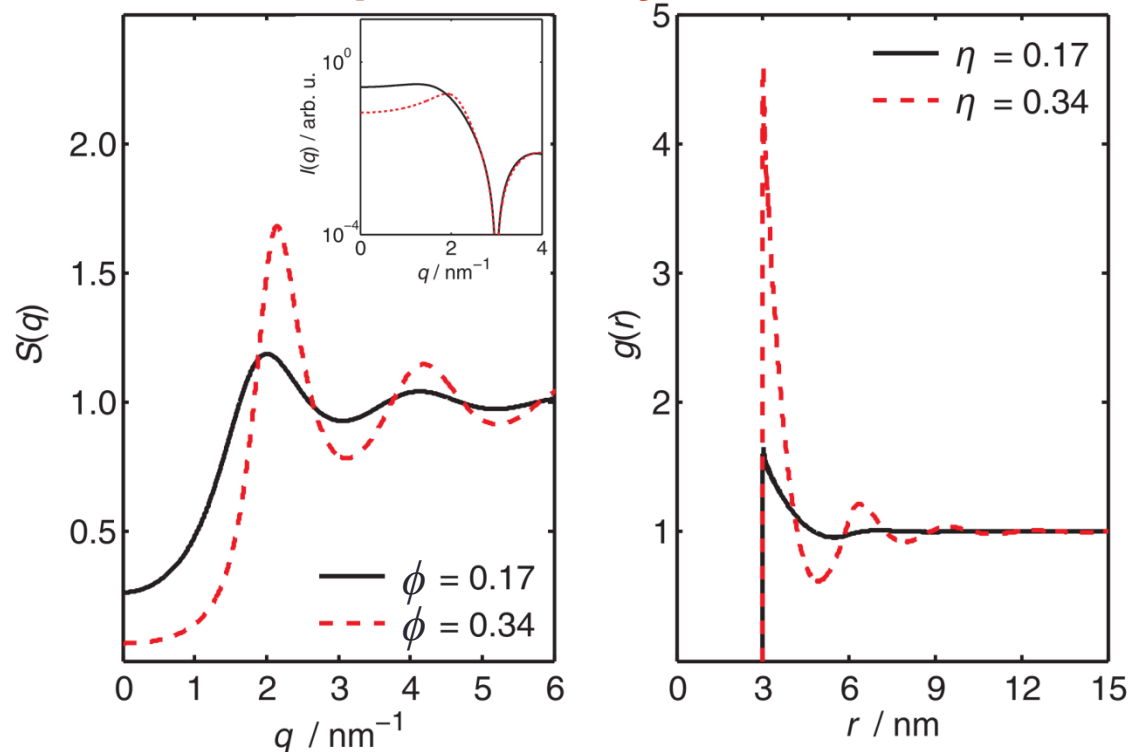 2.0
1.5
1.0
0.5
S(q)
0 1 2 3 4 5 6
q / nm⁻¹
ϕ = 0.17
ϕ = 0.34
10⁰
10⁻⁴
I(q) / arb. u.
0 2 4
q / nm⁻¹
5
4
3
2
1
g(r)
0 3 6 9 12 15
r / nm
η = 0.17
η = 0.34